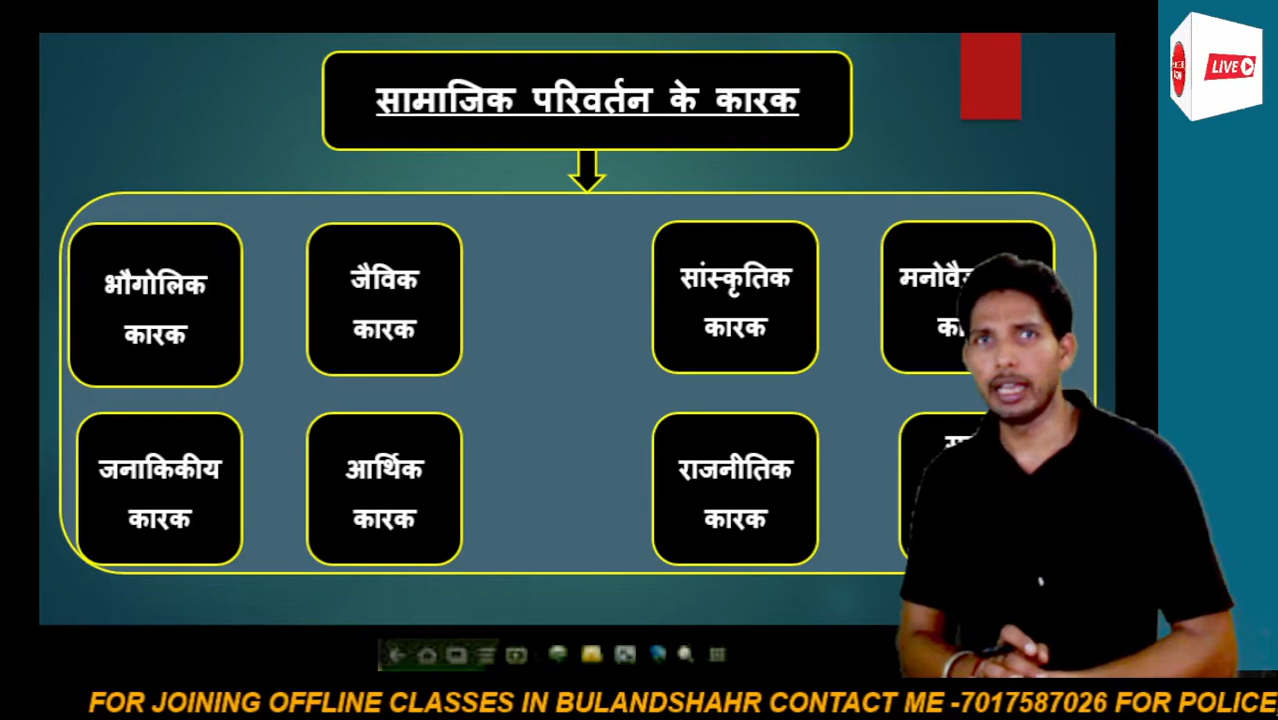 सामाजिक परिवर्तन के कारक
भौगोलिक
कारक
जैविक
कारक
सांस्कृतिक
कारक
जनाकिकीय
कारक
आर्थिक
कारक
राजनीतिक
कारक
LIVE
FOR JOINING OFFLINE CLASSES IN BULANDSHAHR CONTACT ME -7017587026 FOR POLICE